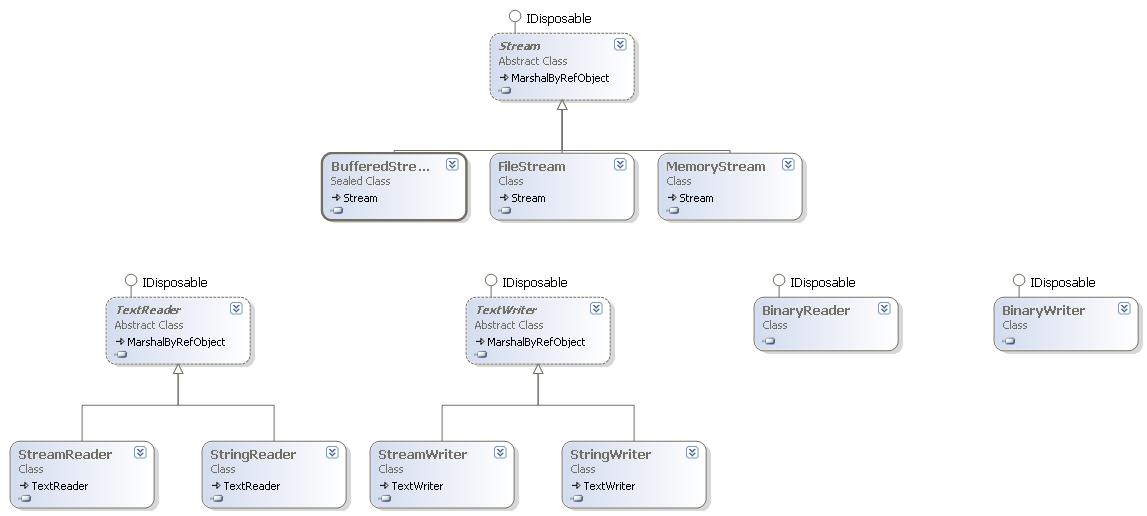 IDisposable
Stream
Abstract Class
MarshalByRefObject
BufferedStre...
Sealed Class
Stream
FileStream
Class
Stream
MemoryStream
Class
Stream
IDisposable
TextReader
Abstract Class
MarshalByRefObject
IDisposable
TextWriter
Abstract Class
MarshalByRefObject
IDisposable
BinaryReader
Class
IDisposable
BinaryWriter
Class
StreamReader
Class
TextReader
StringReader
Class
TextReader
StreamWriter
Class
TextWriter
StringWriter
Class
TextWriter